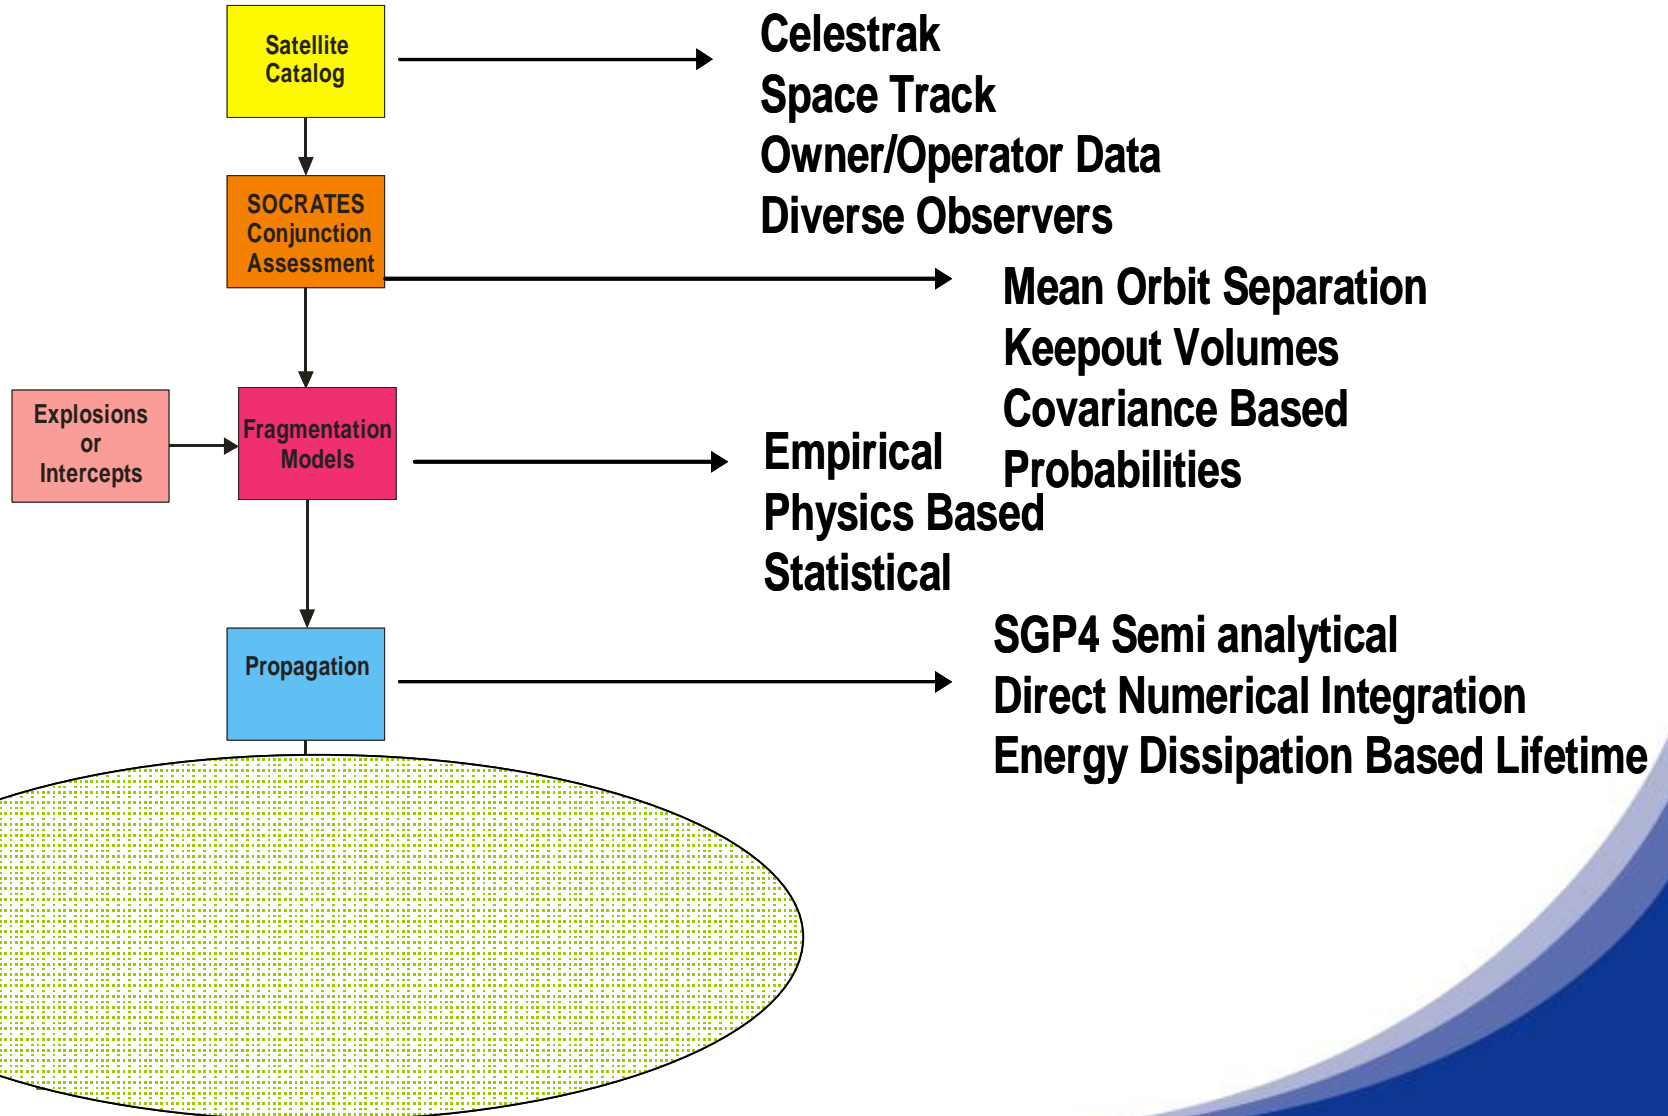 Satellite
Catalog
Celestrak
Space Track
Owner/Operator Data
Diverse Observers
SOCRATES
Conjunction
Assessment
Mean Orbit Separation
Keepout Volumes
Covariance Based
Probabilities
Explosions
or
Intercepts
Fragmentation
Models
Empirical
Physics Based
Statistical
Propagation
SGP4 Semi analytical
Direct Numerical Integration
Energy Dissipation Based Lifetime